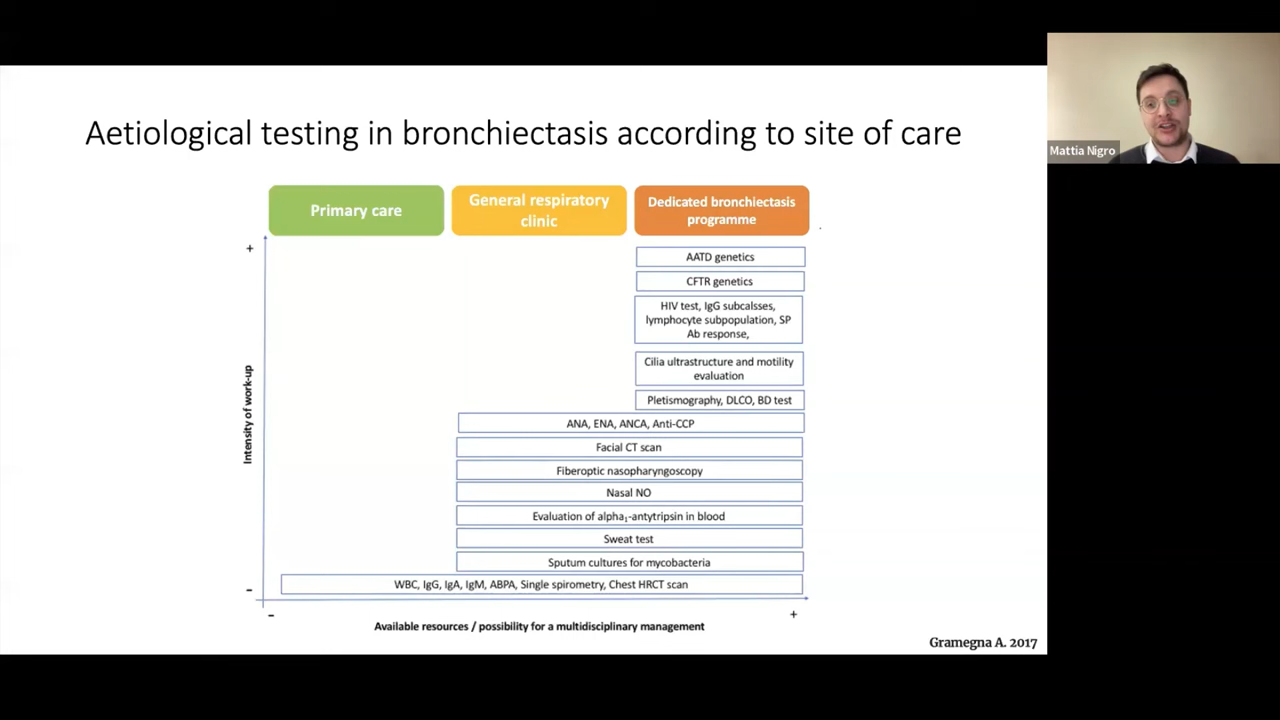 Aetiological testing in bronchiectasis according to site of care
Mattia Nigro
Primary care
General respiratory
clinic
Dedicated bronchiectasis
programme
+
AATD genetics
CFTR genetics
HIV test, IgG subcalsses,
lymphocyte subpopulation, SP
Ab response,
Cilia ultrastructure and motility
evaluation
Pletismography, DLCO, BD test
Intensity of work-up
ANA, ENA, ANCA, Anti-CCP
Facial CT scan
Fiberoptic nasopharyngoscopy
Nasal NO
Evaluation of alpha₁-antytripsin in blood
Sweat test
Sputum cultures for mycobacteria
WBC, IgG, IgA, IgM, ABPA, Single spirometry, Chest HRCT scan
-
- +
Available resources / possibility for a multidisciplinary management
Gramegna A. 2017